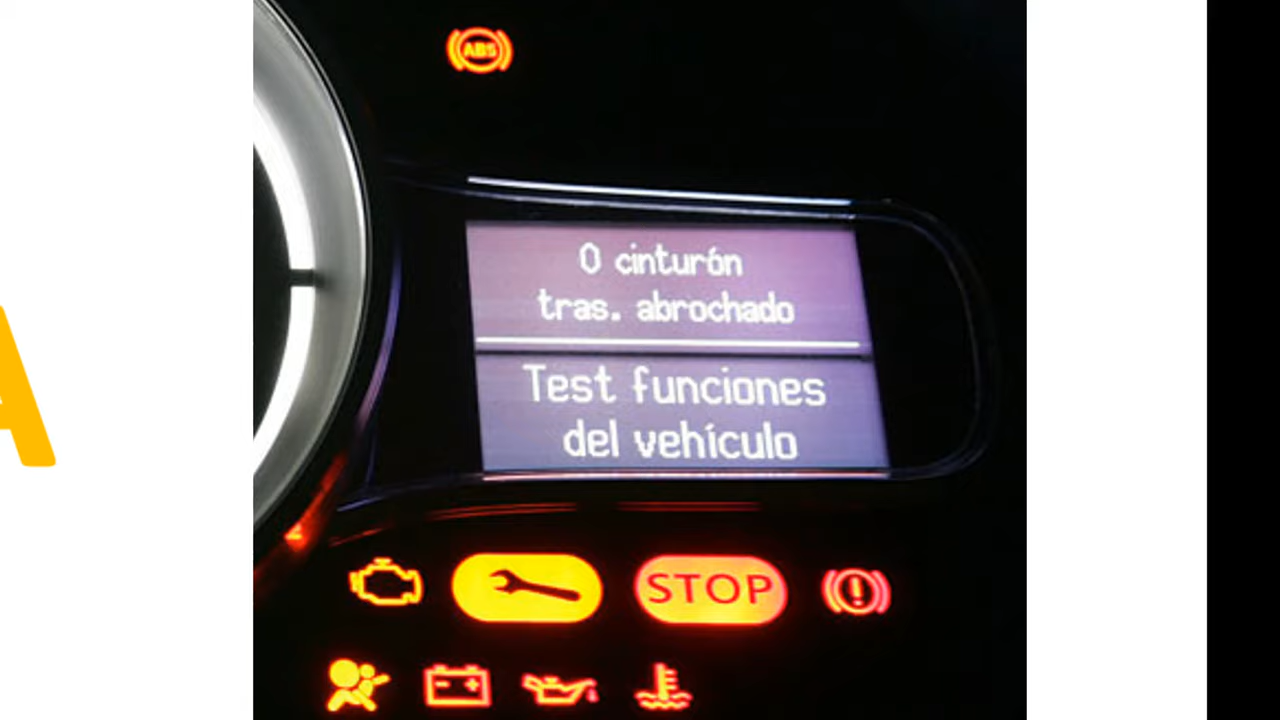 ABS
0 cinturón
tras. abrochado
Test funciones
del vehículo
STOP
A